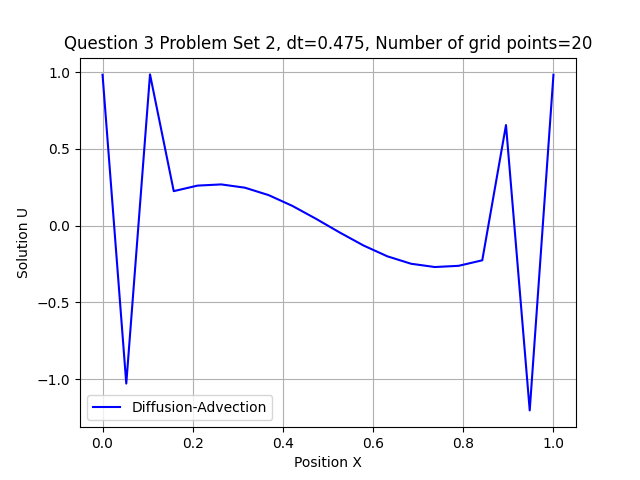 Question 3 Problem Set 2, dt=0.475, Number of grid points=20
1.0
0.5
0.0
−0.5
−1.0
Solution U
Diffusion-Advection
0.0 0.2 0.4 0.6 0.8 1.0
Position X